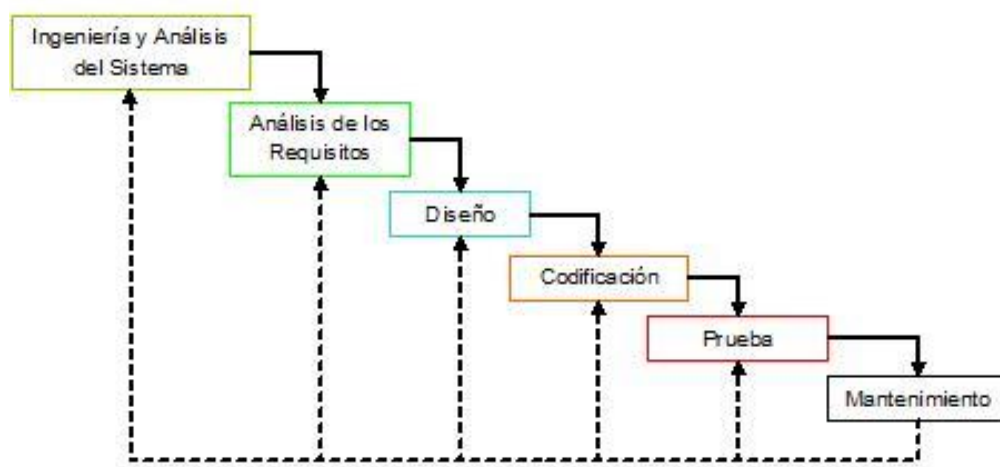 Ingeniería y Análisis
del Sistema
Análisis de los
Requisitos
Diseño
Codificación
Prueba
Mantenimiento